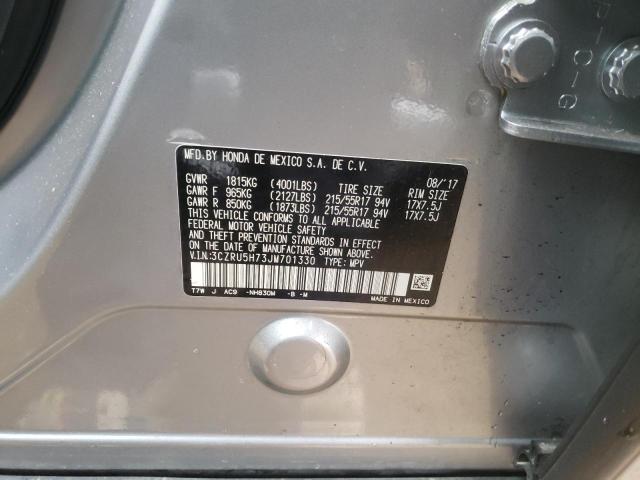 P-C-G
MFD.BY HONDA DE MEXICO S.A. DE C.V.
08/'17
GVWR 1815KG (4001LBS) TIRE SIZE RIM SIZE
GAWR F 965KG (2127LBS) 215/55R17 94V 17X7.5J
GAWR R 850KG (1873LBS) 215/55R17 94V 17X7.5J
THIS VEHICLE CONFORMS TO ALL APPLICABLE
FEDERAL MOTOR VEHICLE SAFETY
AND THEFT PREVENTION STANDARDS IN EFFECT
ON THE DATE OF MANUFACTURE SHOWN ABOVE.
V.I.N:3CZRU5H73JM701330 TYPE: MPV
T7W J AC9 -NH830M -B -M
MADE IN MEXICO